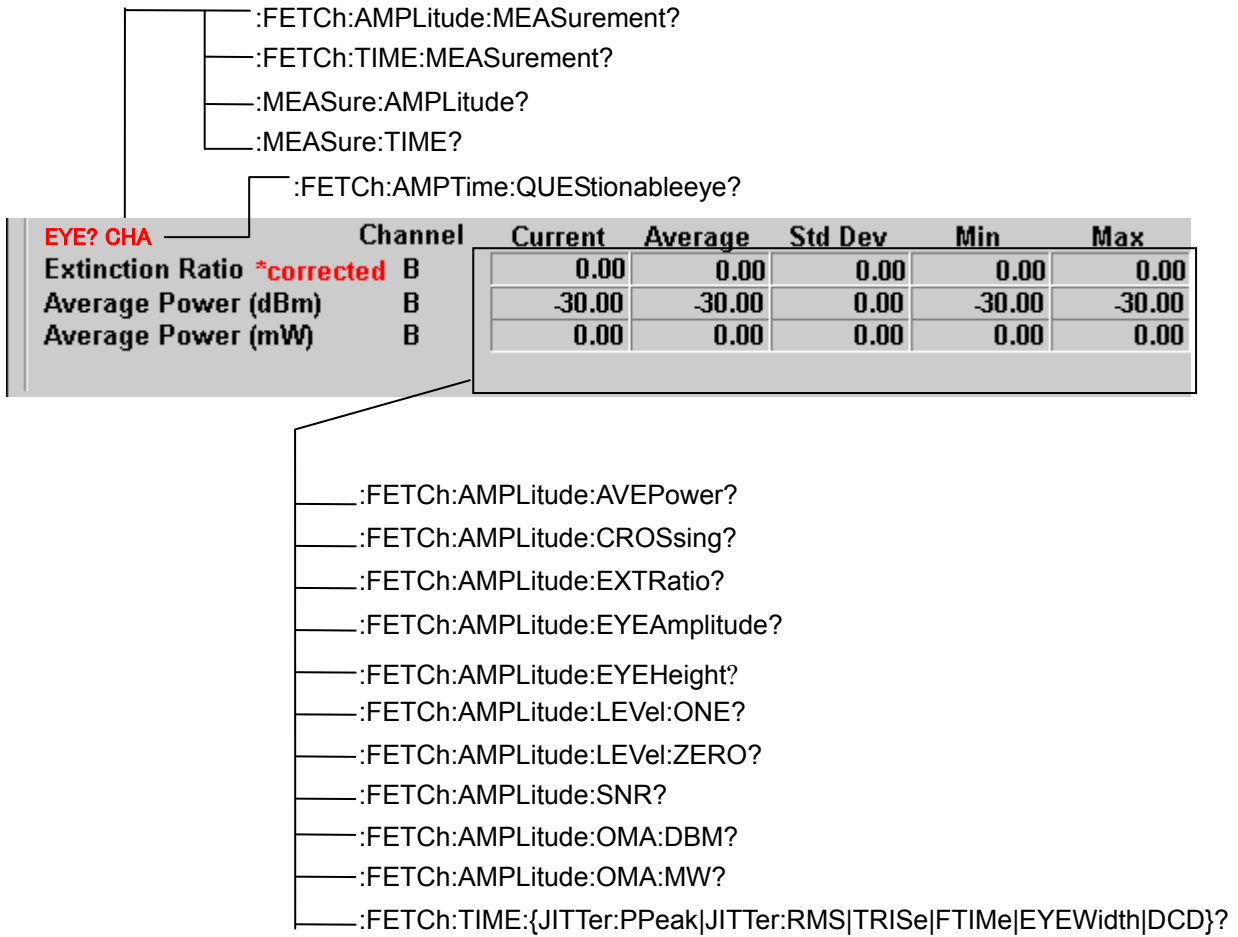 :FETCh:AMPLitude:MEASurement?
:FETCh:TIME:MEASurement?
:MEASure:AMPLitude?
:MEASure:TIME?
:FETCh:AMPTime:QUEStionableeye?
EYE? CHA Channel Current Average Std Dev Min Max
Extinction Ratio *corrected B 0.00 0.00 0.00 0.00 0.00
Average Power (dBm) B -30.00 -30.00 0.00 -30.00 -30.00
Average Power (mW) B 0.00 0.00 0.00 0.00 0.00
:FETCh:AMPLitude:AVEPower?
:FETCh:AMPLitude:CROSsing?
:FETCh:AMPLitude:EXTRatio?
:FETCh:AMPLitude:EYEAmplitude?
:FETCh:AMPLitude:EYEHeight?
:FETCh:AMPLitude:LEVel:ONE?
:FETCh:AMPLitude:LEVel:ZERO?
:FETCh:AMPLitude:SNR?
:FETCh:AMPLitude:OMA:DBM?
:FETCh:AMPLitude:OMA:MW?
:FETCh:TIME:{JITTer:PPeak|JITTer:RMS|TRISe|FTIMe|EYEWidth|DCD}?